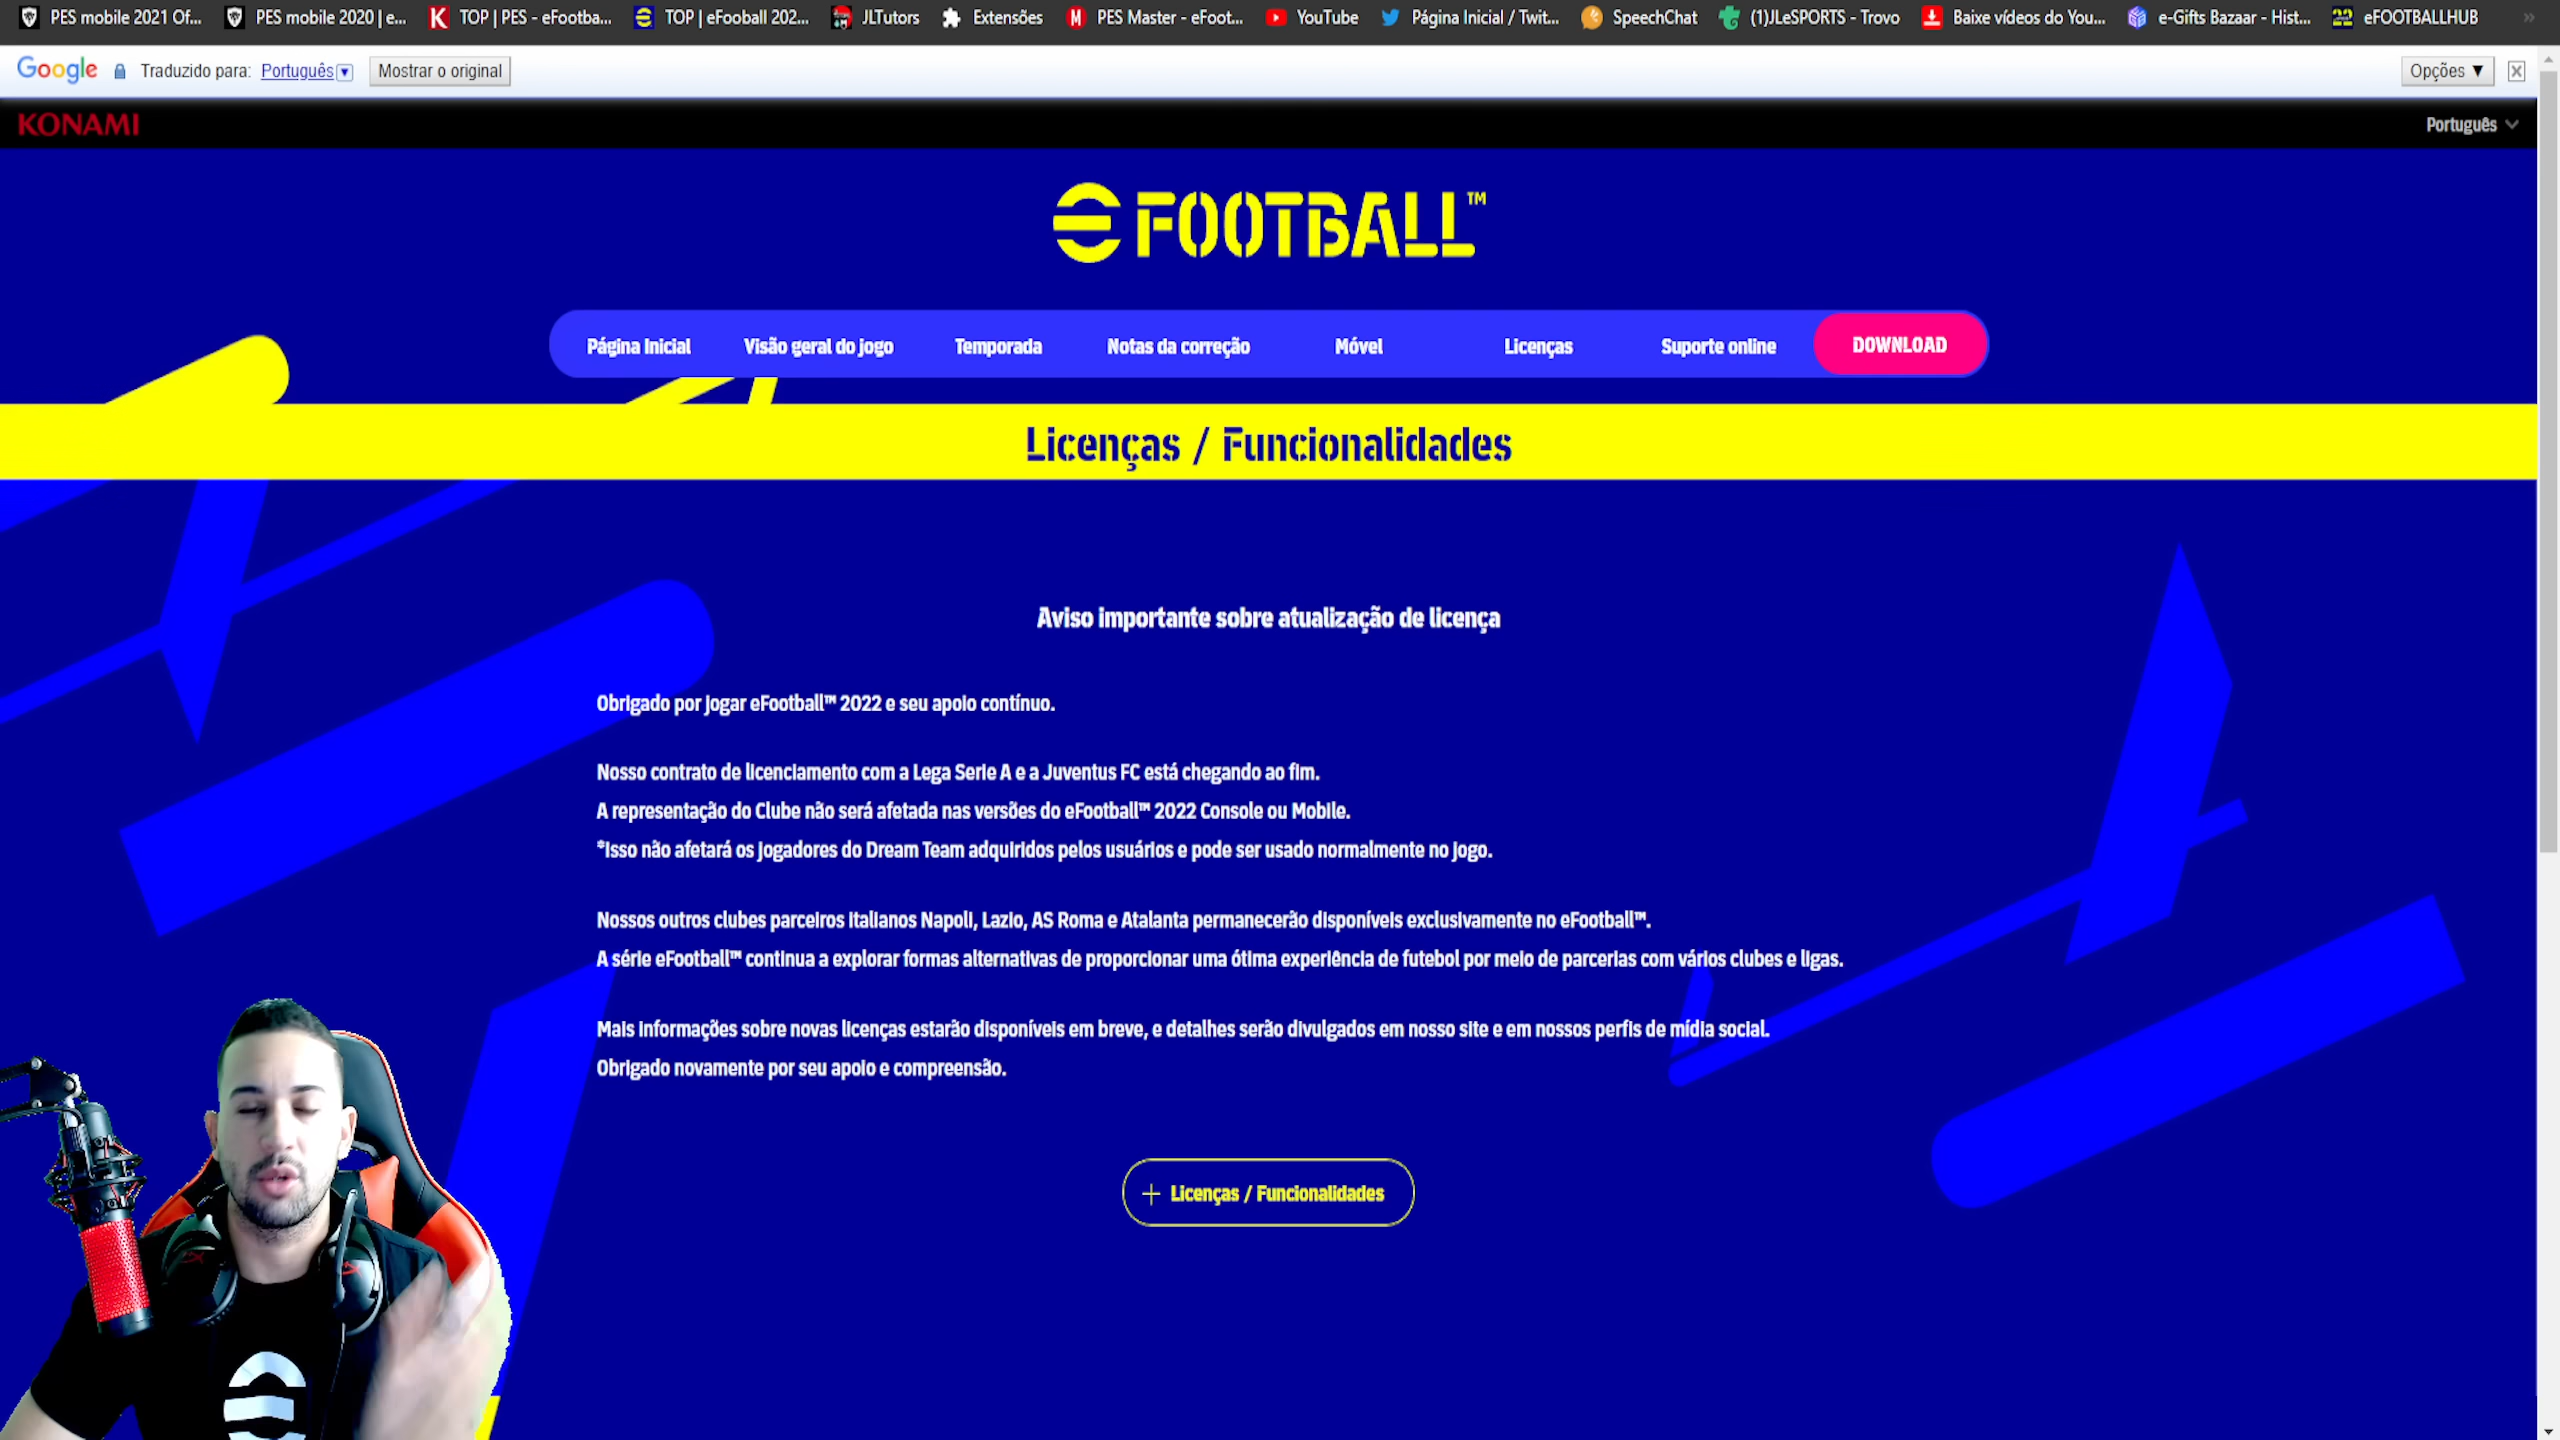 PES mobile 2021 Of... PES mobile 2020 | e... TOP | PES - eFootba... TOP | eFooball 202... JLTutors Extensões PES Master - eFoot... YouTube Página Inicial / Twit... SpeechChat (1)JLeSPORTS - Trovo Baixe vídeos do You... e-Gifts Bazaar - Hist... eFOOTBALLHUB »
Google Traduzido para: Português Mostrar o original Opções ▼
KONAMI Português
eFOOTBALL™
Página Inicial Visão geral do jogo Temporada Notas da correção Móvel Licenças Suporte online DOWNLOAD
Licenças / Funcionalidades
Aviso importante sobre atualização de licença
Obrigado por jogar eFootball™ 2022 e seu apoio contínuo.
Nosso contrato de licenciamento com a Lega Serie A e a Juventus FC está chegando ao fim.
A representação do Clube não será afetada nas versões do eFootball™ 2022 Console ou Mobile.
*Isso não afetará os jogadores do Dream Team adquiridos pelos usuários e pode ser usado normalmente no jogo.
Nossos outros clubes parceiros italianos Napoli, Lazio, AS Roma e Atalanta permanecerão disponíveis exclusivamente no eFootball™.
A série eFootball™ continua a explorar formas alternativas de proporcionar uma ótima experiência de futebol por meio de parcerias com vários clubes e ligas.
Mais informações sobre novas licenças estarão disponíveis em breve, e detalhes serão divulgados em nosso site e em nossos perfis de mídia social.
Obrigado novamente por seu apoio e compreensão.
+ Licenças / Funcionalidades